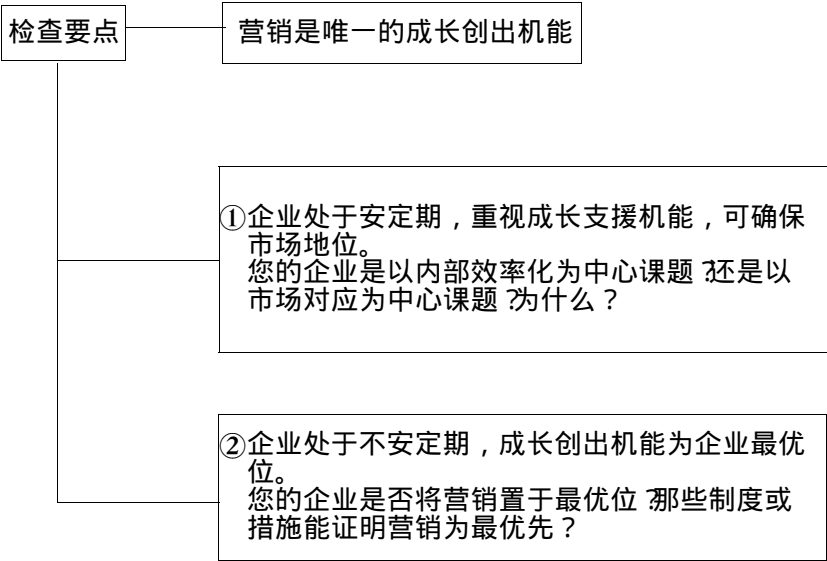 检查要点
营销是唯一的成长创出机能
①企业处于安定期，重视成长支援机能，可确保
市场地位。
您的企业是以内部效率化为中心课题？还是以
市场对应为中心课题？为什么？
②企业处于不安定期，成长创出机能为企业最优
位。
您的企业是否将营销置于最优位？那些制度或
措施能证明营销为最优先？